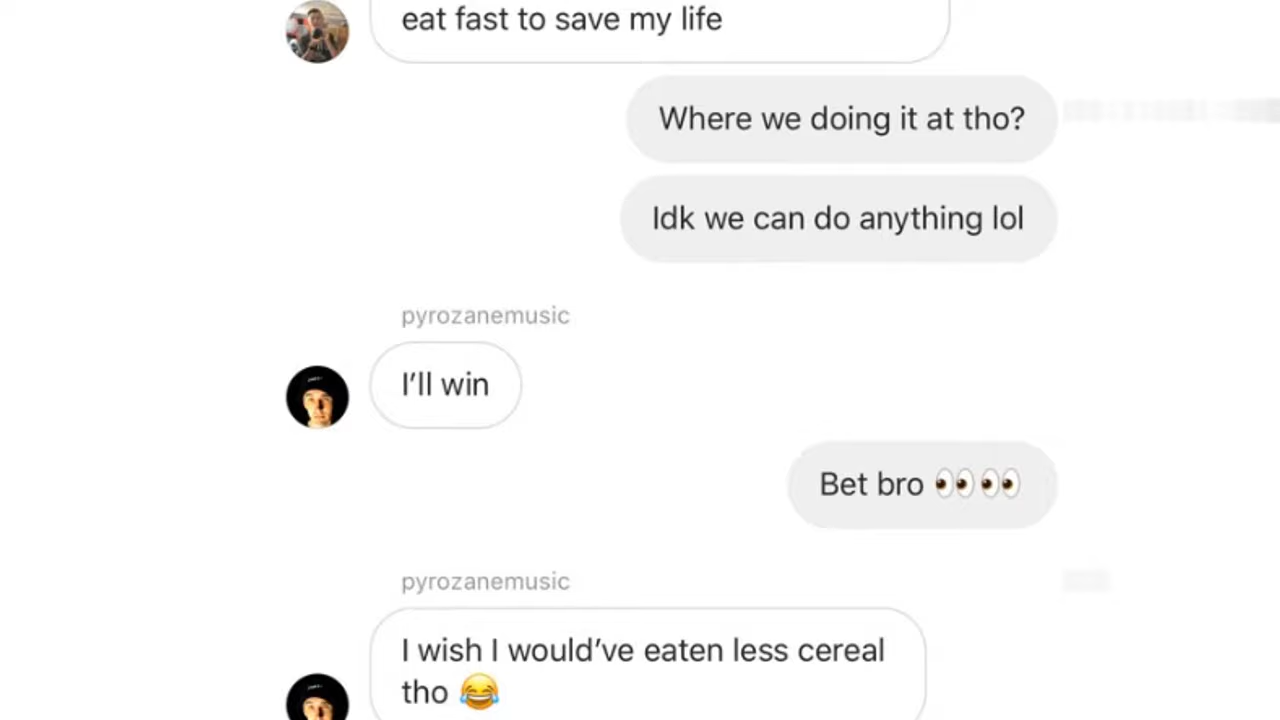 eat fast to save my life
Where we doing it at tho?
Idk we can do anything lol
pyrozanemusic
I’ll win
Bet bro 👀👀
pyrozanemusic
I wish I would’ve eaten less cereal
tho 😂